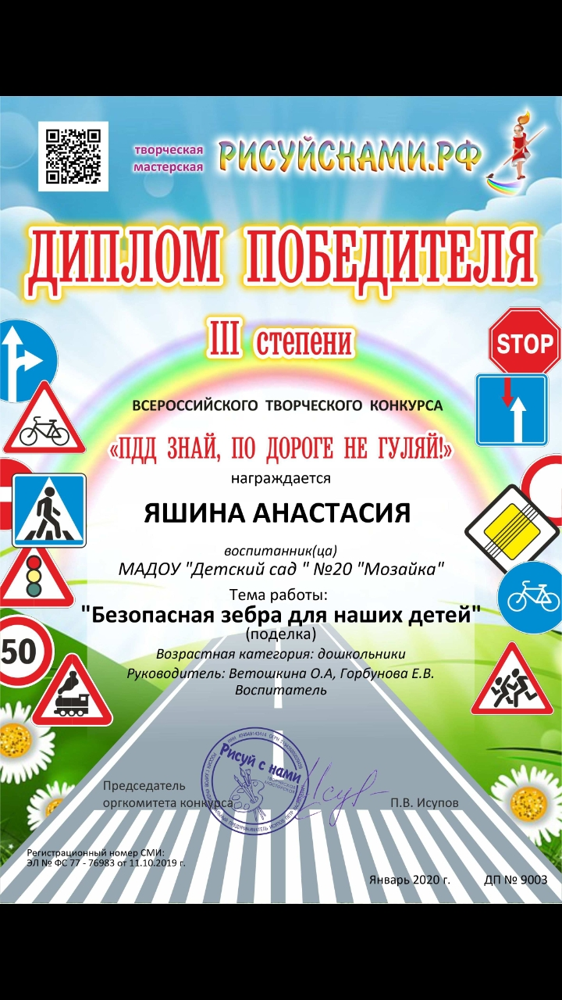 творческая
мастерская
РИСУЙСНАМИ.РФ
ДИПЛОМ ПОБЕДИТЕЛЯ
III степени
STOP
ВСЕРОССИЙСКОГО ТВОРЧЕСКОГО КОНКУРСА
«ПДД ЗНАЙ, ПО ДОРОГЕ НЕ ГУЛЯЙ!»
награждается
ЯШИНА АНАСТАСИЯ
воспитанник(ца)
МАДОУ "Детский сад " №20 "Мозайка"
Тема работы:
"Безопасная зебра для наших детей"
(поделка)
50
Возрастная категория: дошкольники
Руководитель: Ветошкина О.А, Горбунова Е.В.
Воспитатель
Рисуй с нами
ТВОРЧЕСКАЯ
МАСТЕРСКАЯ
Председатель
оргкомитета конкурса
П.В. Исупов
Регистрационный номер СМИ:
ЭЛ № ФС 77 - 76983 от 11.10.2019 г.
Январь 2020 г.
ДП № 9003